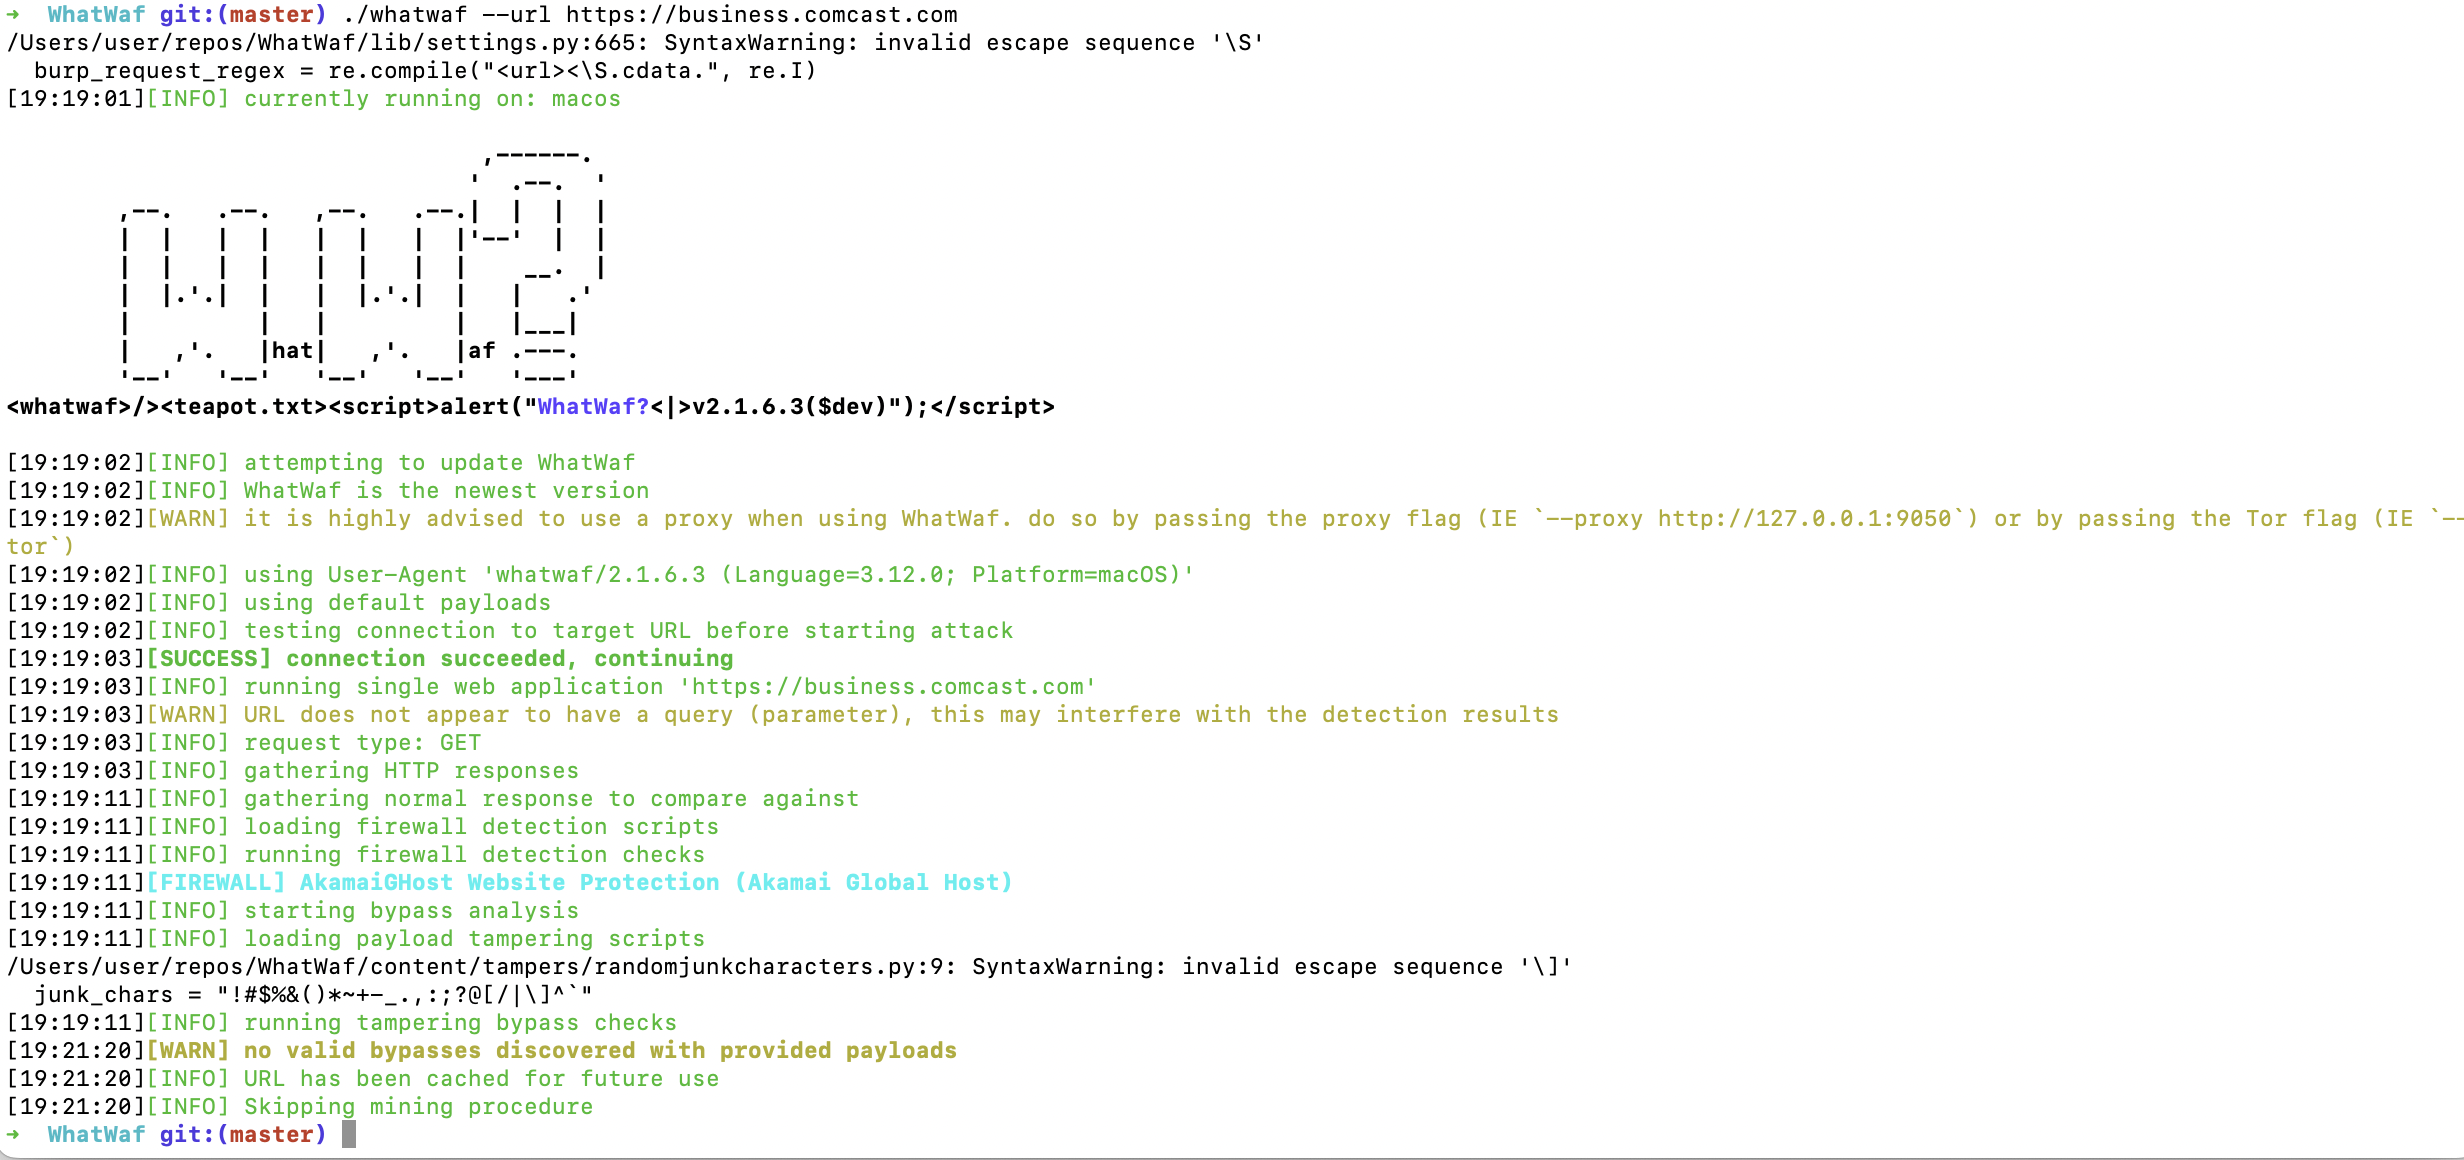 ➜  WhatWaf git:(master) ./whatwaf --url https://business.comcast.com
/Users/user/repos/WhatWaf/lib/settings.py:665: SyntaxWarning: invalid escape sequence '\S'
  burp_request_regex = re.compile("<url><\S.cdata.", re.I)
[19:19:01][INFO] currently running on: macos

                                  ,------.
                                 '  .--.  '
        ,--.   .--.   ,--.   .--.|  |  |  |
        |  |   |  |   |  |   |  |'--'  |  |
        |  |   |  |   |  |   |  |    __.  |
        |  |.'.|  |   |  |.'.|  |   |   .'
        |         |   |         |   |___|
        |   ,'.   |hat|   ,'.   |af .---.
        '--'   '--'   '--'   '--'   '---'
<whatwaf>/><teapot.txt><script>alert("WhatWaf?<|>v2.1.6.3($dev)");</script>

[19:19:02][INFO] attempting to update WhatWaf
[19:19:02][INFO] WhatWaf is the newest version
[19:19:02][WARN] it is highly advised to use a proxy when using WhatWaf. do so by passing the proxy flag (IE `--proxy http://127.0.0.1:9050`) or by passing the Tor flag (IE `--
tor`)
[19:19:02][INFO] using User-Agent 'whatwaf/2.1.6.3 (Language=3.12.0; Platform=macOS)'
[19:19:02][INFO] using default payloads
[19:19:02][INFO] testing connection to target URL before starting attack
[19:19:03][SUCCESS] connection succeeded, continuing
[19:19:03][INFO] running single web application 'https://business.comcast.com'
[19:19:03][WARN] URL does not appear to have a query (parameter), this may interfere with the detection results
[19:19:03][INFO] request type: GET
[19:19:03][INFO] gathering HTTP responses
[19:19:11][INFO] gathering normal response to compare against
[19:19:11][INFO] loading firewall detection scripts
[19:19:11][INFO] running firewall detection checks
[19:19:11][FIREWALL] AkamaiGHost Website Protection (Akamai Global Host)
[19:19:11][INFO] starting bypass analysis
[19:19:11][INFO] loading payload tampering scripts
/Users/user/repos/WhatWaf/content/tampers/randomjunkcharacters.py:9: SyntaxWarning: invalid escape sequence '\]'
  junk_chars = "!#$%&()*~+-_.,:;?@[/|\]^`"
[19:19:11][INFO] running tampering bypass checks
[19:21:20][WARN] no valid bypasses discovered with provided payloads
[19:21:20][INFO] URL has been cached for future use
[19:21:20][INFO] Skipping mining procedure
➜  WhatWaf git:(master)